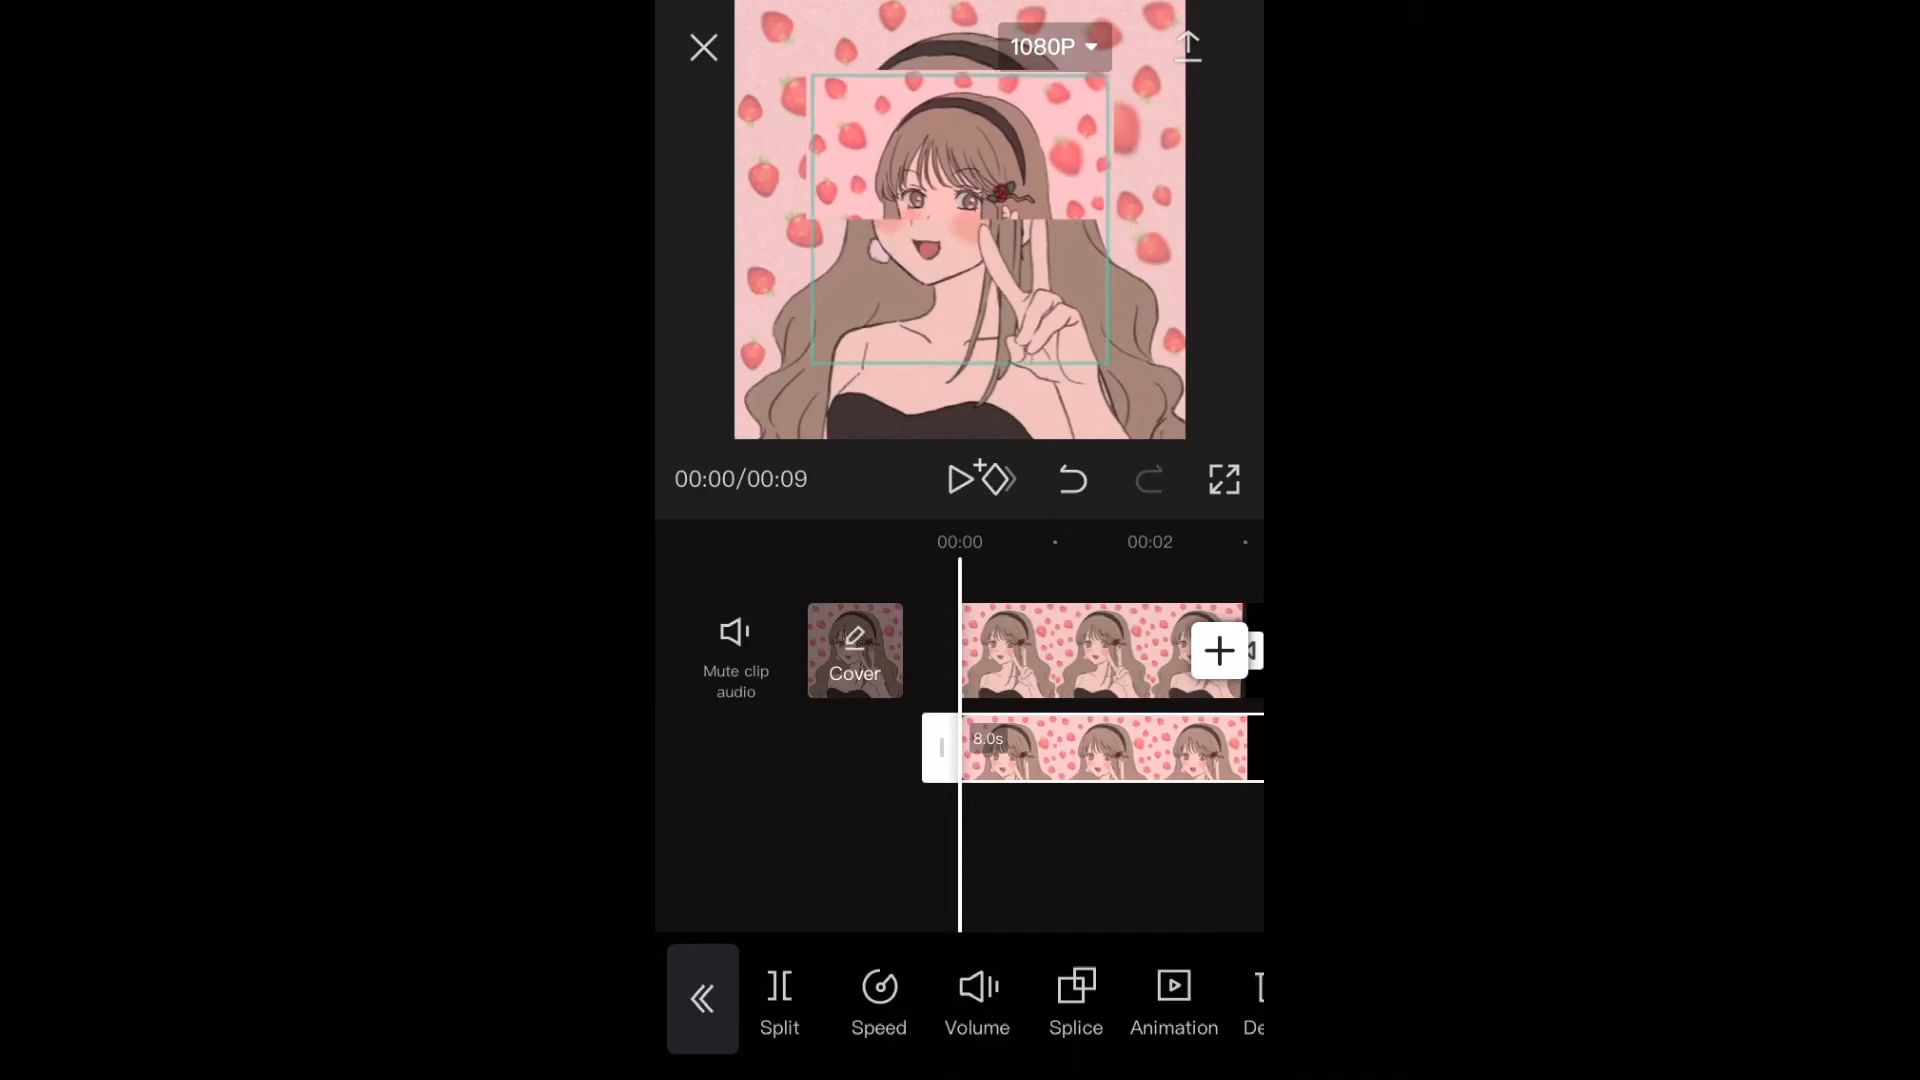 1080P
00:00/00:09
00:00
00:02
Mute clip
audio
Cover
8.0s
Split
Speed
Volume
Splice
Animation
De